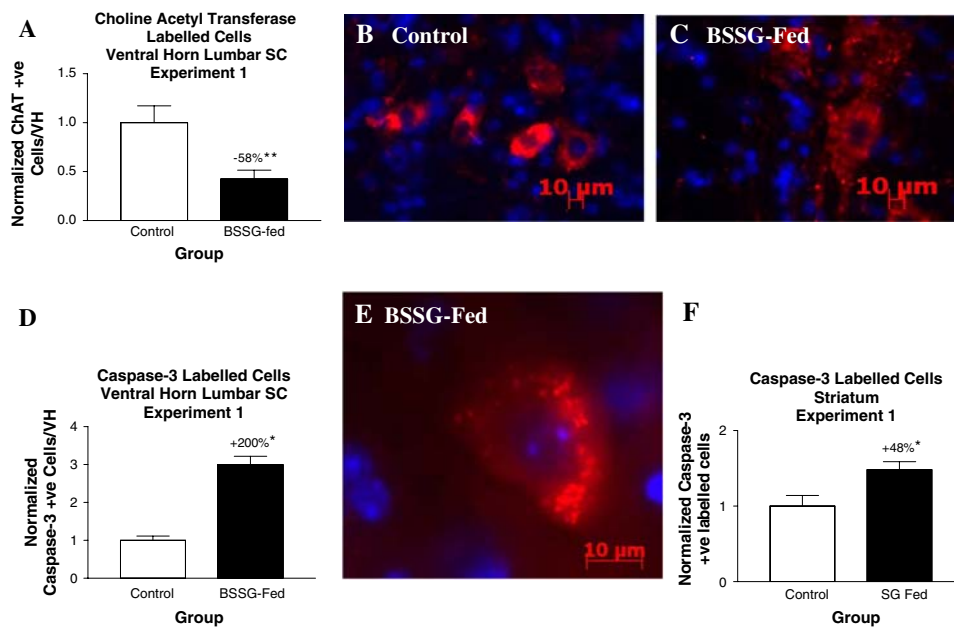 A
Choline Acetyl Transferase
Labelled Cells
Ventral Horn Lumbar SC
Experiment 1
Normalized ChAT +ve
Cells/VH
1.5
1.0
0.5
0.0
-58%**
Control
BSSG-fed
Group
B Control
10 µm
C BSSG-Fed
10 µm
D
Caspase-3 Labelled Cells
Ventral Horn Lumbar SC
Experiment 1
Normalized
Caspase-3 +ve Cells/VH
4
3
2
1
0
+200%*
Control
BSSG-Fed
Group
E BSSG-Fed
10 µm
F
Caspase-3 Labelled Cells
Striatum
Experiment 1
Normalized Caspase-3
+ve labelled cells
2
1
0
+48%*
Control
SG Fed
Group